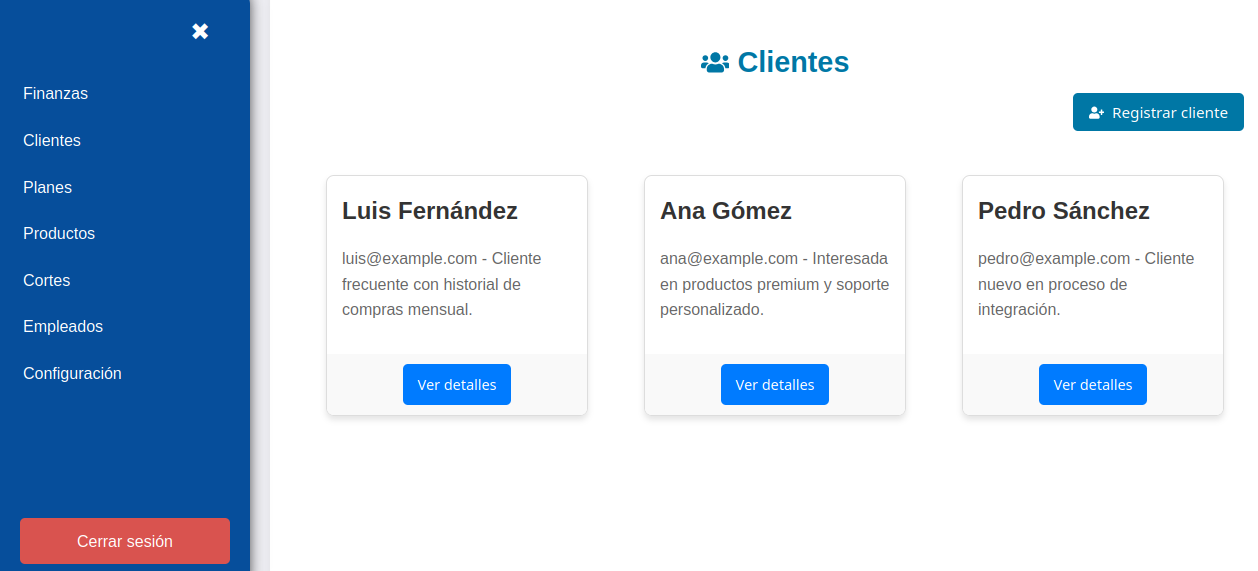 ✖
Finanzas
Clientes
Planes
Productos
Cortes
Empleados
Configuración
Cerrar sesión
Clientes
Registrar cliente
Luis Fernández
luis@example.com - Cliente
frecuente con historial de
compras mensual.
Ver detalles
Ana Gómez
ana@example.com - Interesada
en productos premium y soporte
personalizado.
Ver detalles
Pedro Sánchez
pedro@example.com - Cliente
nuevo en proceso de
integración.
Ver detalles